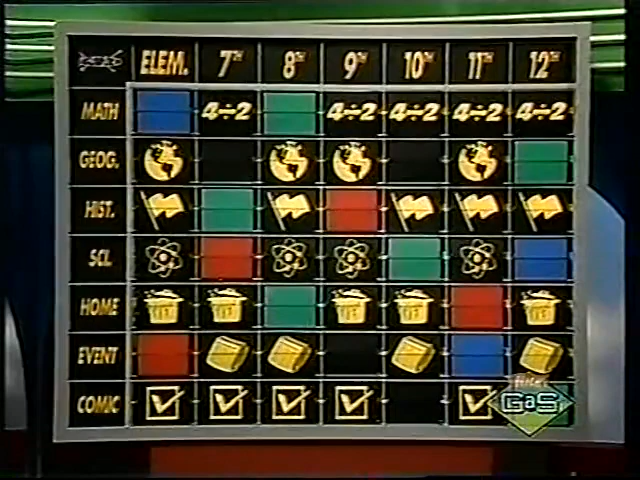 ELEM. 7TH 8TH 9TH 10TH 11TH 12TH
MATH 4÷2 4÷2 4÷2 4÷2 4÷2
GEOG.
HIST.
SCI.
HOME
EVENT
COMIC
GAS